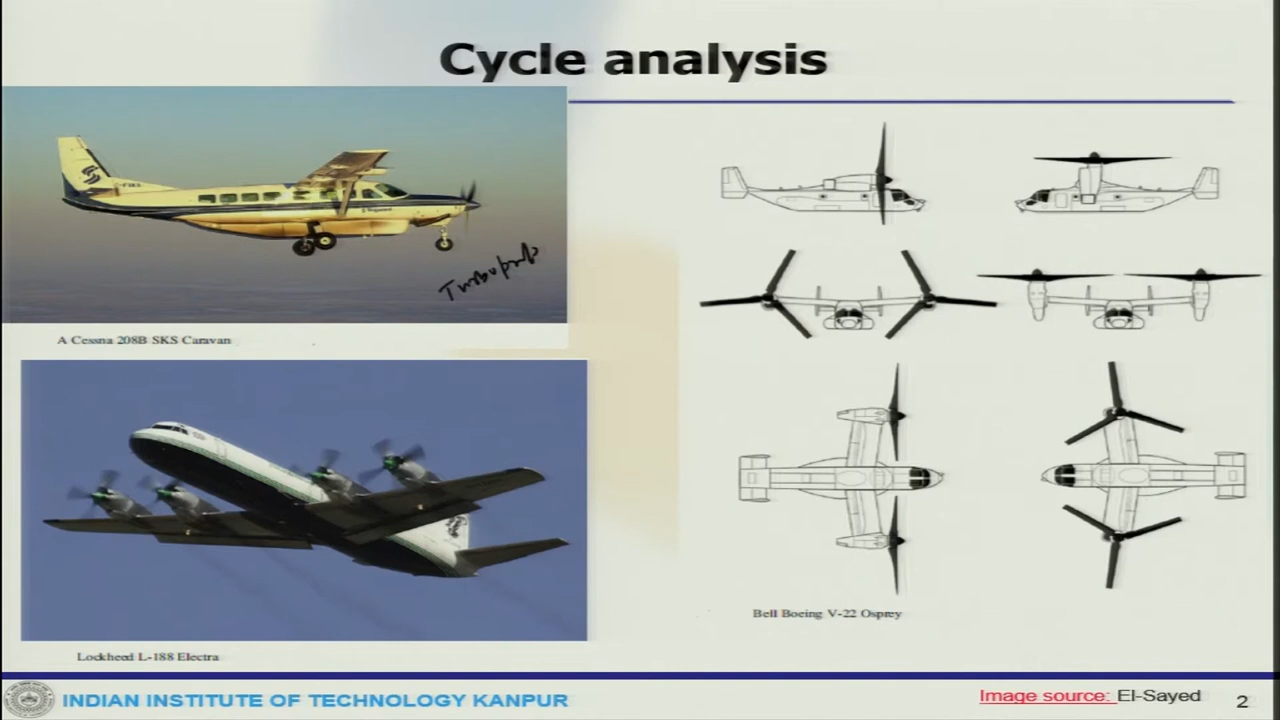 Cycle analysis
Turboprop
A Cessna 208B SKS Caravan
Bell Boeing V-22 Osprey
Lockheed L-188 Electra
INDIAN INSTITUTE OF TECHNOLOGY KANPUR
Image source: El-Sayed
2